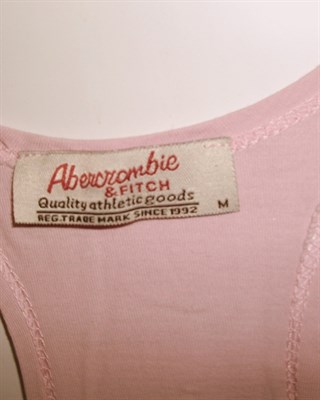 Abercrombie
& FITCH
Quality athletic goods
REG. TRADE MARK SINCE 1992
M